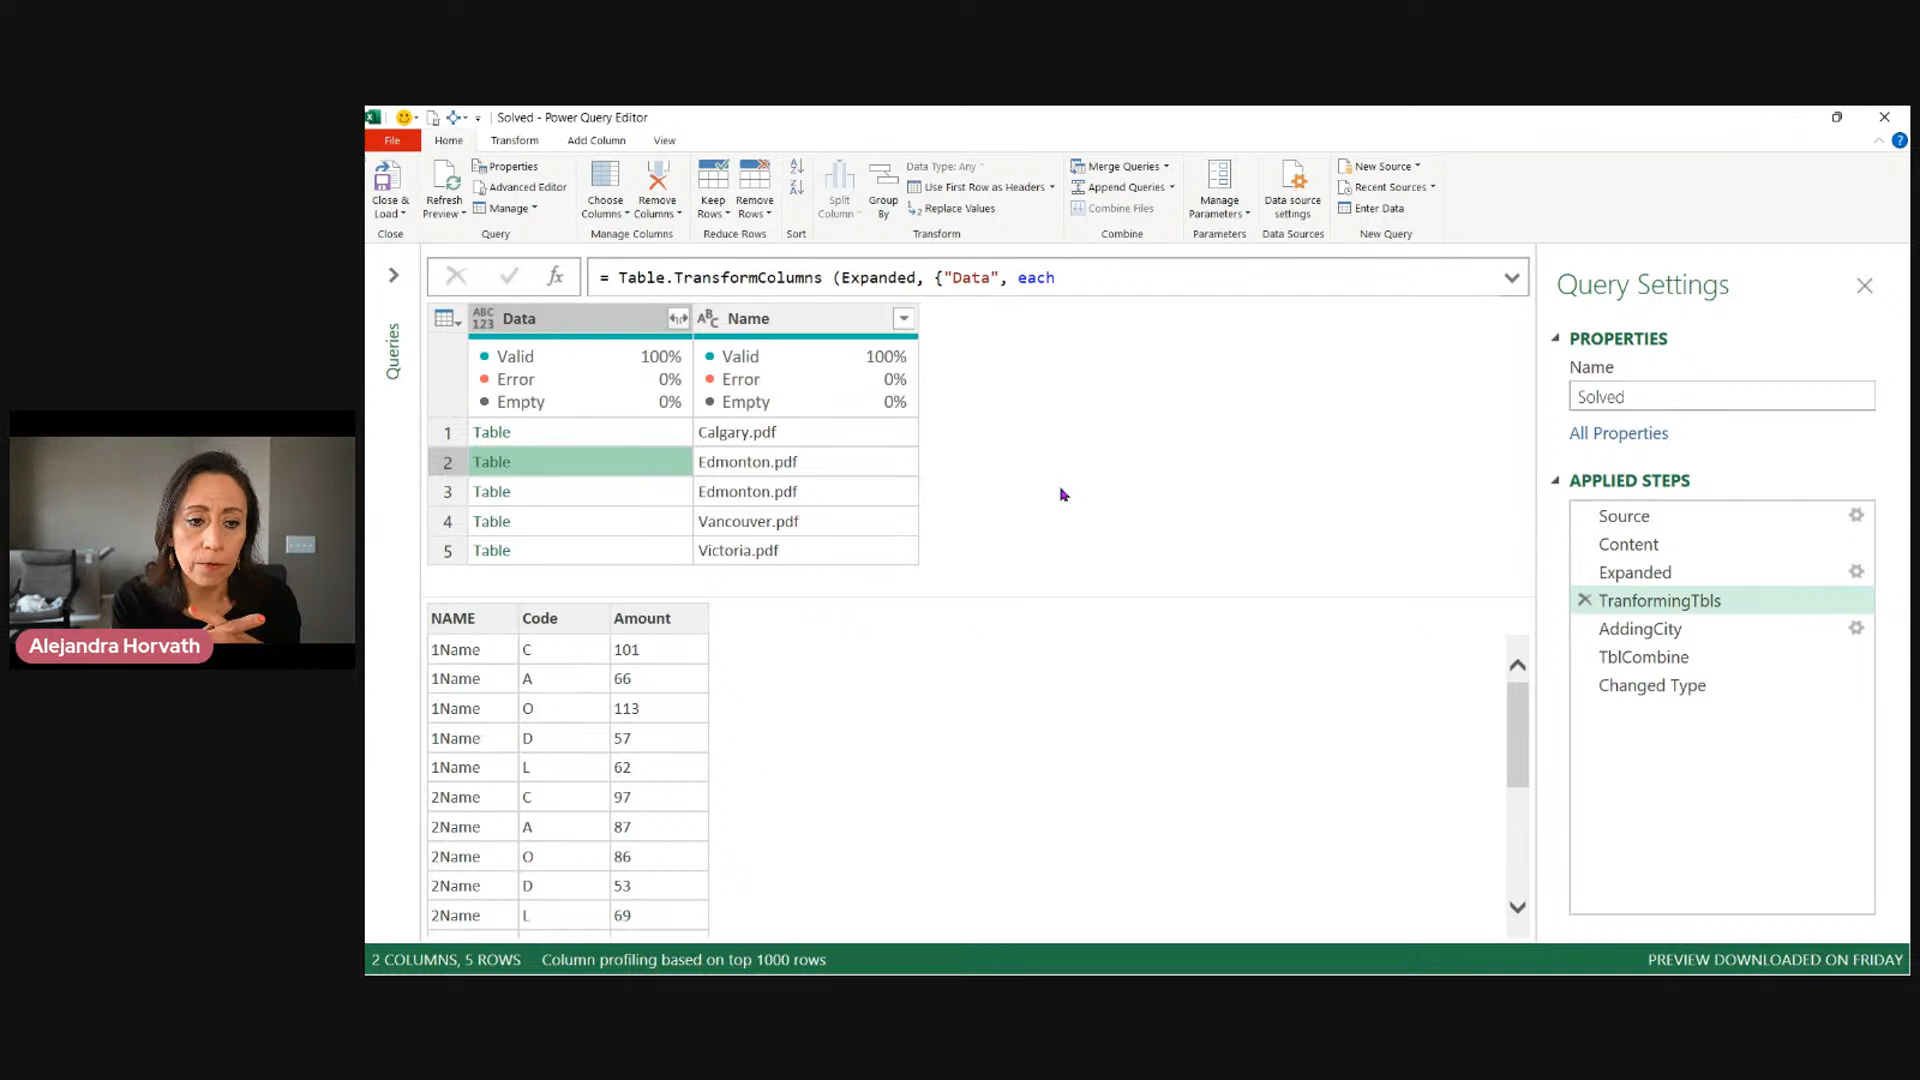 Solved - Power Query Editor
File Home Transform Add Column View
Close & Load
Close
Refresh Preview
Properties
Advanced Editor
Manage
Query
Choose Columns
Remove Columns
Manage Columns
Keep Rows
Remove Rows
Reduce Rows
Sort
Split Column
Group By
Data Type: Any
Use First Row as Headers
Replace Values
Transform
Merge Queries
Append Queries
Combine Files
Combine
Manage Parameters
Parameters
Data source settings
Data Sources
New Source
Recent Sources
Enter Data
New Query
fx = Table.TransformColumns (Expanded, {"Data", each
Queries
ABC 123 Data ABC Name
Valid 100% Valid 100%
Error 0% Error 0%
Empty 0% Empty 0%
1 Table Calgary.pdf
2 Table Edmonton.pdf
3 Table Edmonton.pdf
4 Table Vancouver.pdf
5 Table Victoria.pdf
NAME Code Amount
1Name C 101
1Name A 66
1Name O 113
1Name D 57
1Name L 62
2Name C 97
2Name A 87
2Name O 86
2Name D 53
2Name L 69
Query Settings
PROPERTIES
Name
Solved
All Properties
APPLIED STEPS
Source
Content
Expanded
TranformingTbls
AddingCity
TblCombine
Changed Type
Alejandra Horvath
2 COLUMNS, 5 ROWS Column profiling based on top 1000 rows PREVIEW DOWNLOADED ON FRIDAY